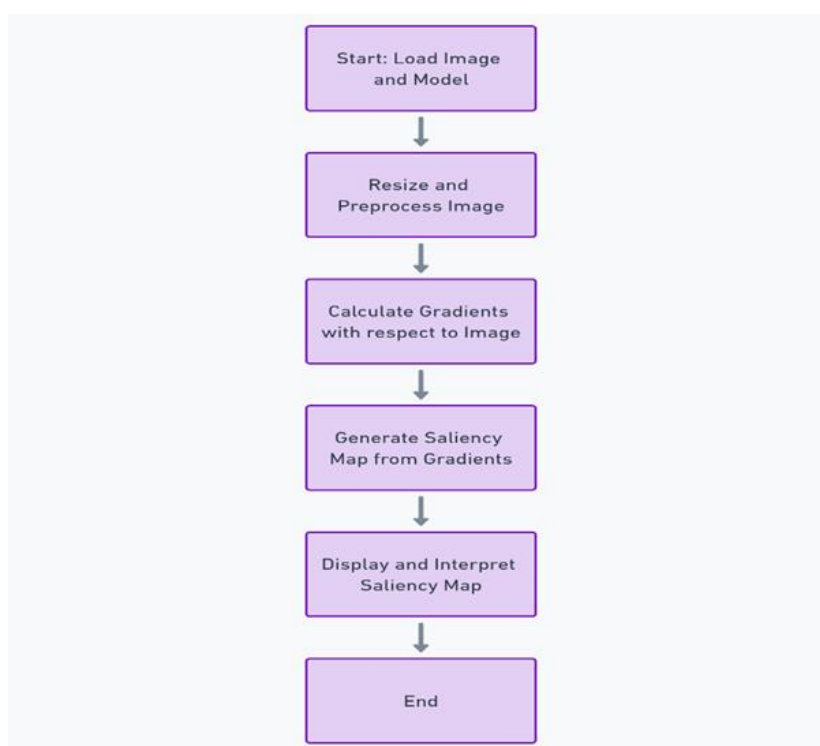 Start: Load Image
and Model
Resize and
Preprocess Image
Calculate Gradients
with respect to Image
Generate Saliency
Map from Gradients
Display and Interpret
Saliency Map
End